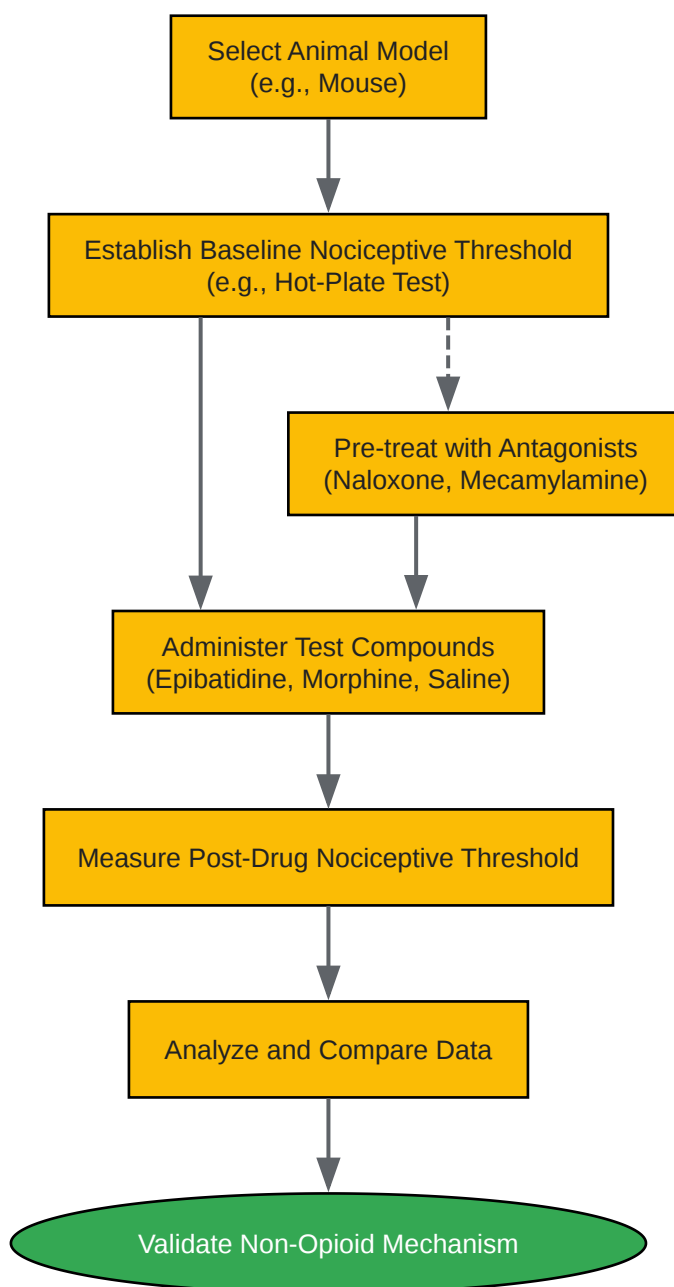 Select Animal Model
(e.g., Mouse)
Establish Baseline Nociceptive Threshold
(e.g., Hot-Plate Test)
Pre-treat with Antagonists
(Naloxone, Mecamylamine)
Administer Test Compounds
(Epibatidine, Morphine, Saline)
Measure Post-Drug Nociceptive Threshold
Analyze and Compare Data
Validate Non-Opioid Mechanism